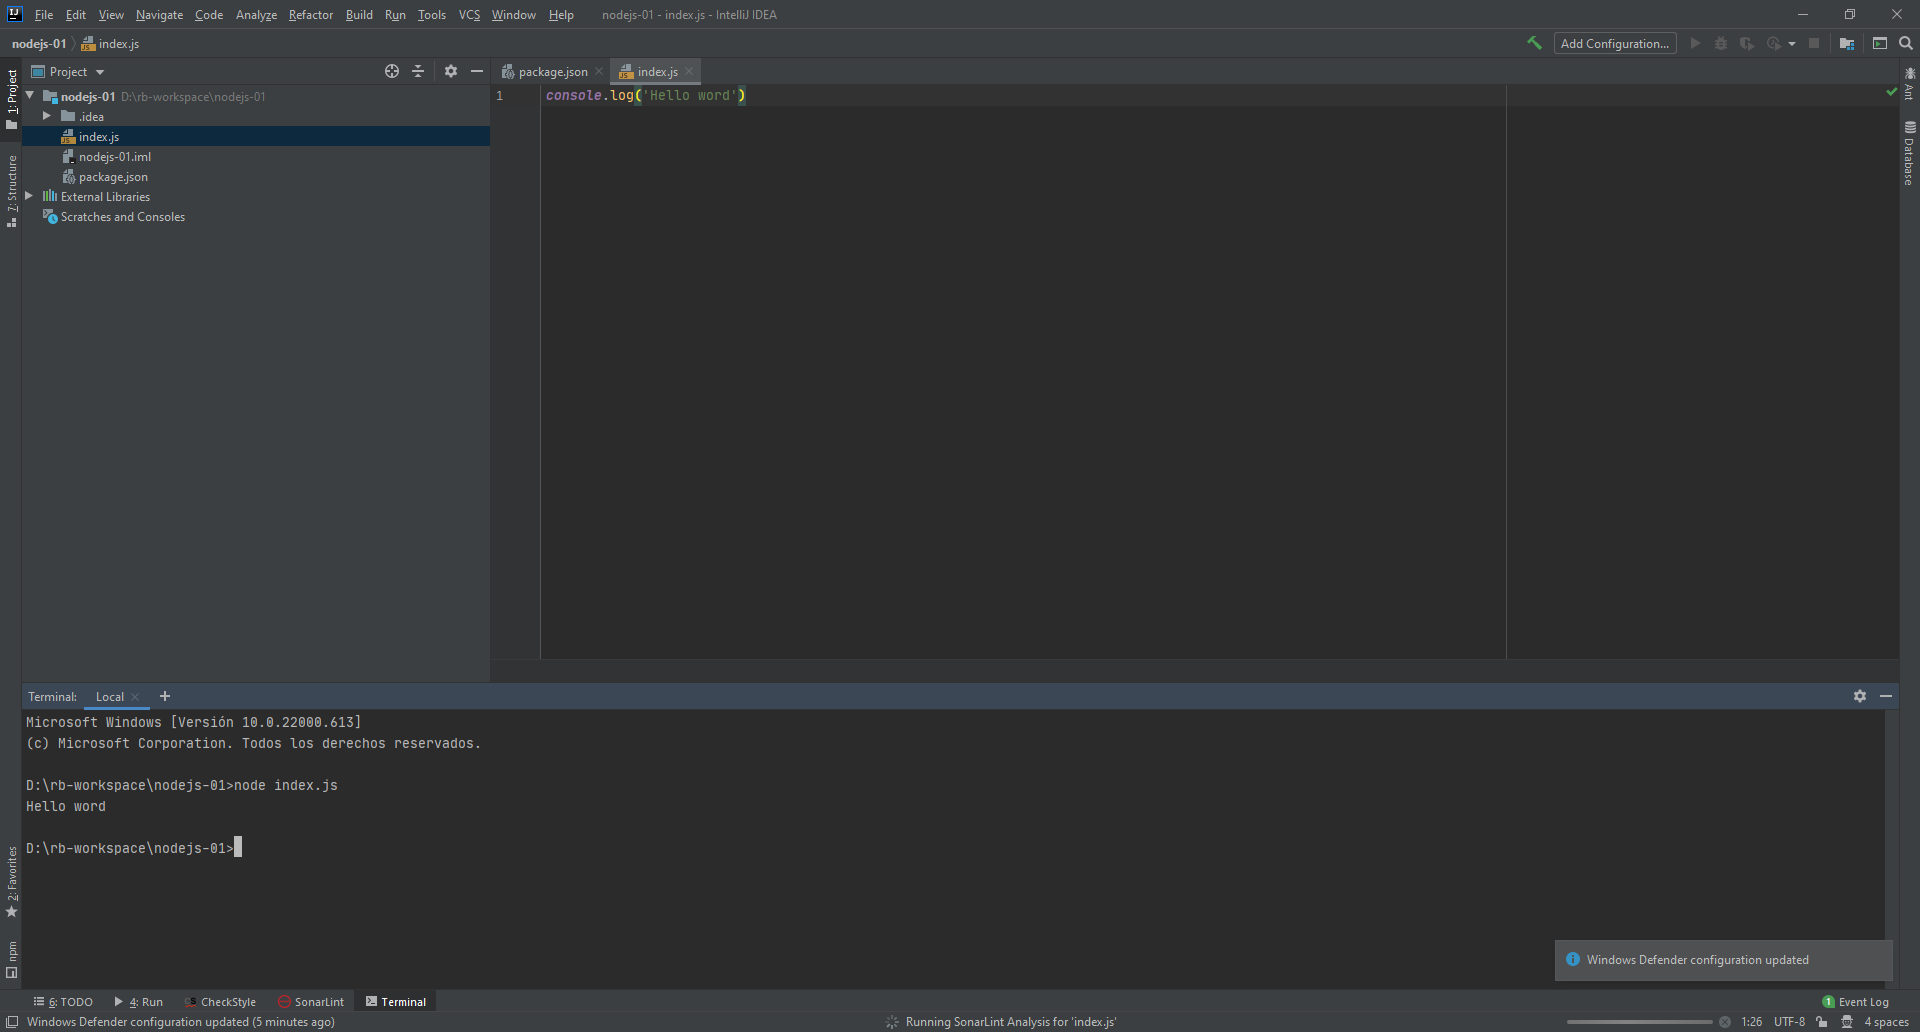 File Edit View Navigate Code Analyze Refactor Build Run Tools VCS Window Help nodejs-01 - index.js - IntelliJ IDEA
nodejs-01 index.js Add Configuration...
1: Project
7: Structure
2: Favorites
npm
Project
nodejs-01 D:\rb-workspace\nodejs-01
.idea
index.js
nodejs-01.iml
package.json
External Libraries
Scratches and Consoles
package.json index.js
1 console.log('Hello word')
Ant
Database
Terminal: Local
Microsoft Windows [Versión 10.0.22000.613]
(c) Microsoft Corporation. Todos los derechos reservados.
D:\rb-workspace\nodejs-01>node index.js
Hello word
D:\rb-workspace\nodejs-01>
Windows Defender configuration updated
6: TODO 4: Run CheckStyle SonarLint Terminal 1 Event Log
Windows Defender configuration updated (5 minutes ago) Running SonarLint Analysis for 'index.js' 1:26 UTF-8 4 spaces